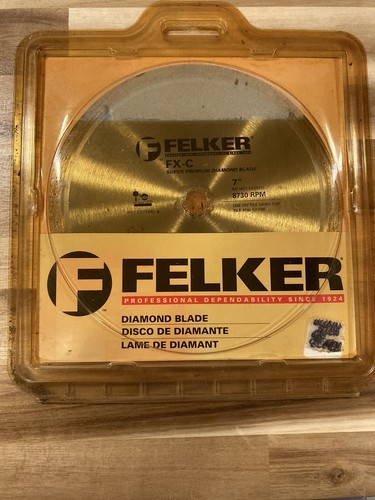 FELKER
FX-C
SUPER PREMIUM DIAMOND BLADE
7"
8730 RPM
FELKER
PROFESSIONAL DEPENDABILITY SINCE 1924
DIAMOND BLADE
DISCO DE DIAMANTE
LAME DE DIAMANT